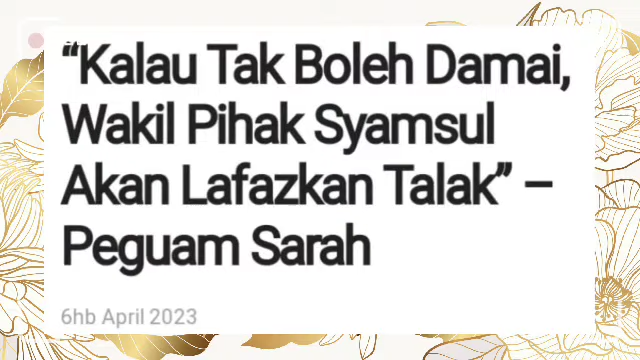 “Kalau Tak Boleh Damai,
Wakil Pihak Syamsul
Akan Lafazkan Talak” –
Peguam Sarah
6hb April 2023